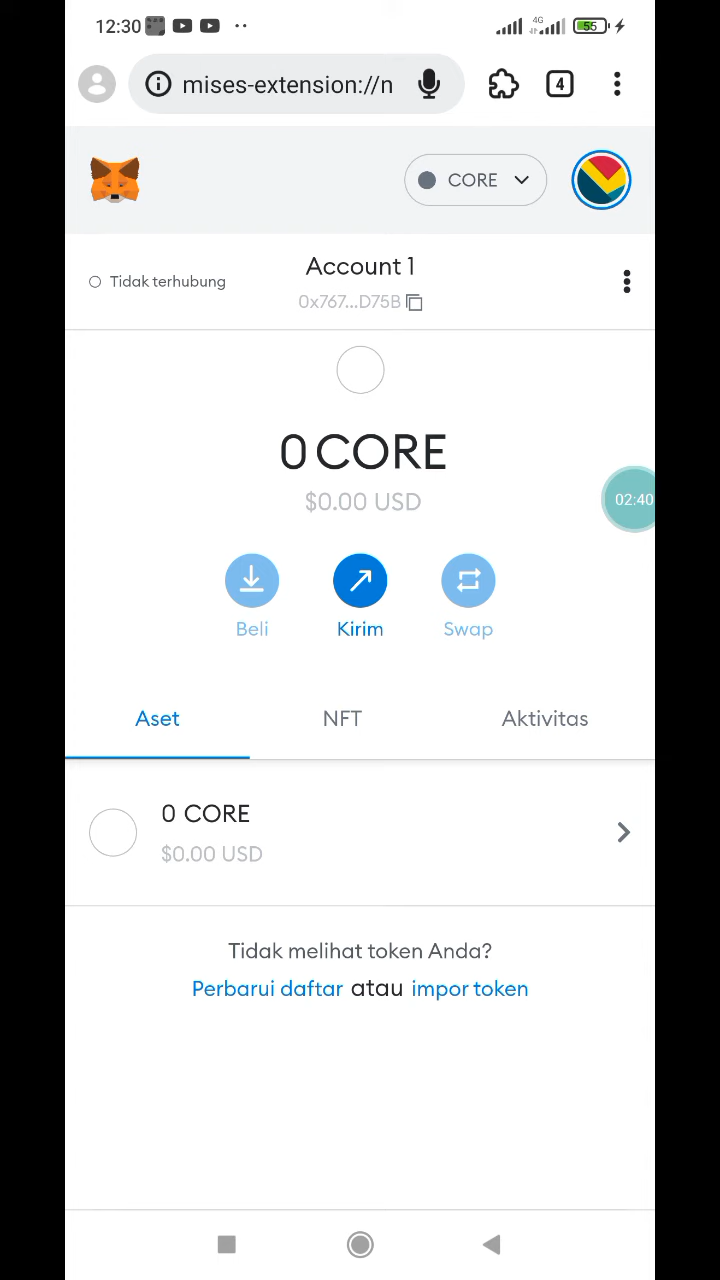 12:30 4G 55
mises-extension://n 4
CORE
Tidak terhubung
Account 1
0x767...D75B
0 CORE
$0.00 USD
02:40
Beli Kirim Swap
Aset NFT Aktivitas
0 CORE
$0.00 USD
Tidak melihat token Anda?
Perbarui daftar atau impor token